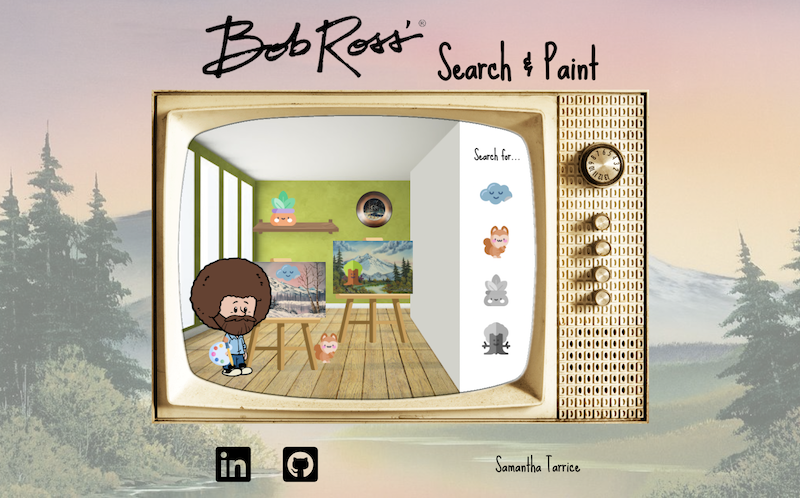 Bob Ross'®
Search & Paint
Search for...
in
Samantha Tarrice